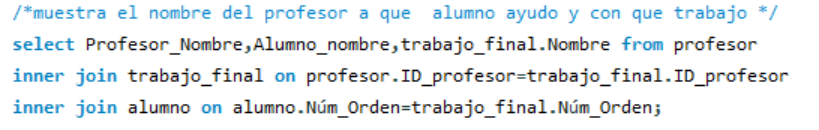 /*muestra el nombre del profesor a que  alumno ayudo y con que trabajo */
select Profesor_Nombre,Alumno_nombre,trabajo_final.Nombre from profesor
inner join trabajo_final on profesor.ID_profesor=trabajo_final.ID_profesor
inner join alumno on alumno.Núm_Orden=trabajo_final.Núm_Orden;